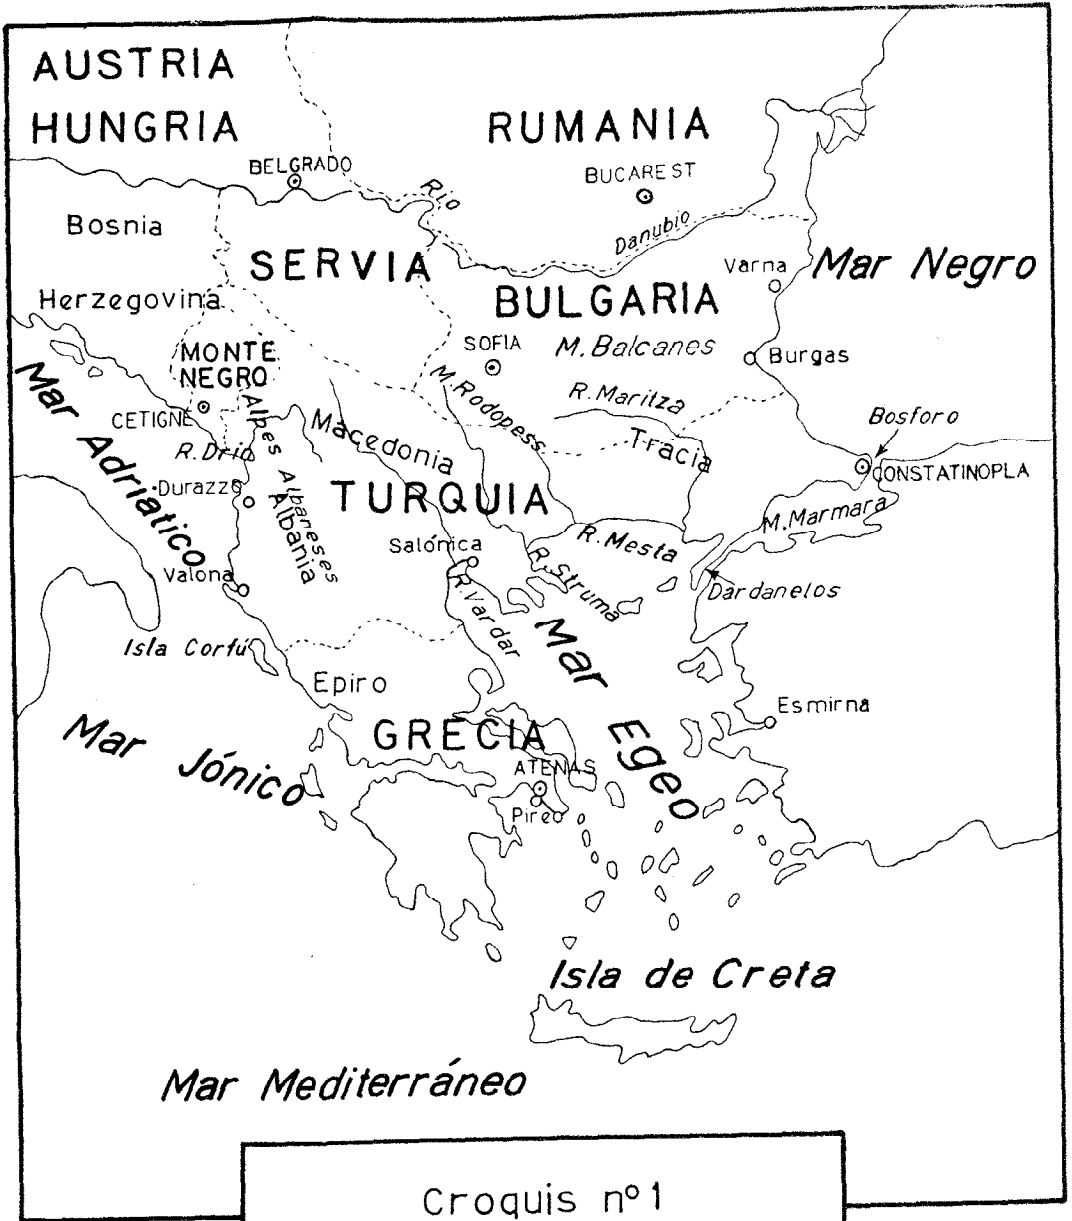 AUSTRIA
HUNGRIA
RUMANIA
BELGRADO
BUCAREST
Rio
Danubio
Bosnia
SERVIA
Varna
Mar Negro
Herzegovina
BULGARIA
SOFIA
M. Balcanes
Burgas
MONTE
NEGRO
M. Rodopess
R. Maritza
Mar Adriatico
CETIGNE
Alpes Albaneses
Macedonia
Bosforo
R. Drio
Tracia
CONSTATINOPLA
Durazzo
Albania
TURQUIA
M. Marmara
Salónica
R. Mesta
Valona
R. Struma
R. Vardar
Dardanelos
Isla Corfú
Mar Egeo
Epiro
Esmirna
Mar Jónico
GRECIA
ATENAS
Pireo
Isla de Creta
Mar Mediterráneo
Croquis nº 1